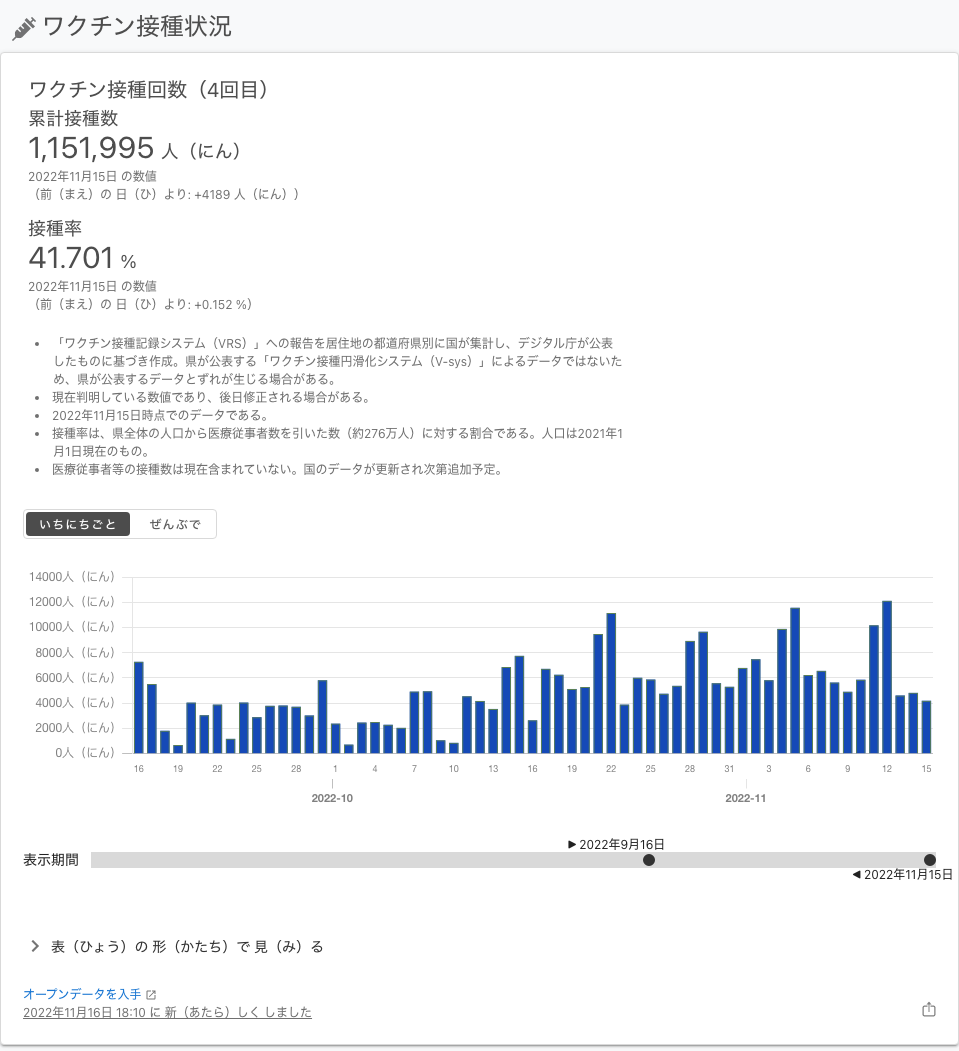 ワクチン接種状況
ワクチン接種回数（4回目）
累計接種数
1,151,995 人（にん）
2022年11月15日 の数値
（前（まえ）の 日（ひ）より: +4189 人（にん））
接種率
41.701 %
2022年11月15日 の数値
（前（まえ）の 日（ひ）より: +0.152 %）
• 「ワクチン接種記録システム（VRS）」への報告を居住地の都道府県別に国が集計し、デジタル庁が公表
したものに基づき作成。県が公表する「ワクチン接種円滑化システム（V-sys）」によるデータではないた
め、県が公表するデータとずれが生じる場合がある。
• 現在判明している数値であり、後日修正される場合がある。
• 2022年11月15日時点でのデータである。
• 接種率は、県全体の人口から医療従事者数を引いた数（約276万人）に対する割合である。人口は2021年1
月1日現在のもの。
• 医療従事者等の接種数は現在含まれていない。国のデータが更新され次第追加予定。
いちにちごと ぜんぶで
14000人（にん）
12000人（にん）
10000人（にん）
8000人（にん）
6000人（にん）
4000人（にん）
2000人（にん）
0人（にん）
16 19 22 25 28 1 4 7 10 13 16 19 22 25 28 31 3 6 9 12 15
2022-10 2022-11
▶ 2022年9月16日
表示期間
◀ 2022年11月15日
表（ひょう）の 形（かたち）で 見（み）る
オープンデータを入手
2022年11月16日 18:10 に 新（あたら）しく しました